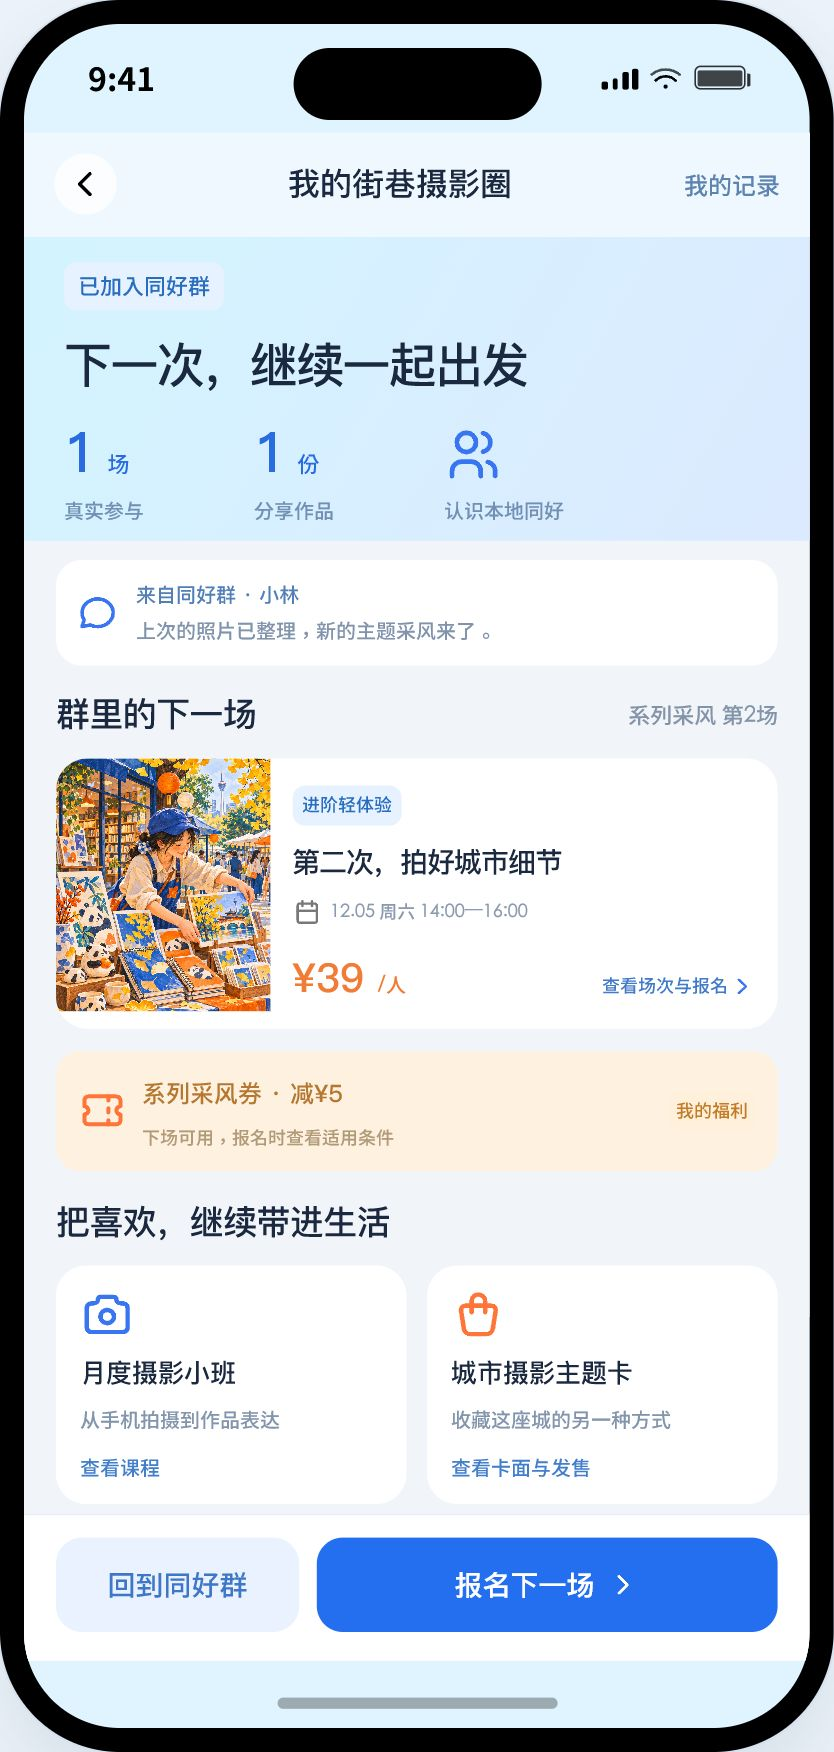 9:41
我的街巷摄影圈
我的记录
已加入同好群
下一次，继续一起出发
1 场
真实参与
1 份
分享作品
认识本地同好
来自同好群 · 小林
上次的照片已整理，新的主题采风来了。
群里的下一场
系列采风 第2场
进阶轻体验
第二次，拍好城市细节
12.05 周六 14:00—16:00
¥39 /人
查看场次与报名
系列采风券 · 减¥5
下场可用，报名时查看适用条件
我的福利
把喜欢，继续带进生活
月度摄影小班
从手机拍摄到作品表达
查看课程
城市摄影主题卡
收藏这座城的另一种方式
查看卡面与发售
回到同好群
报名下一场